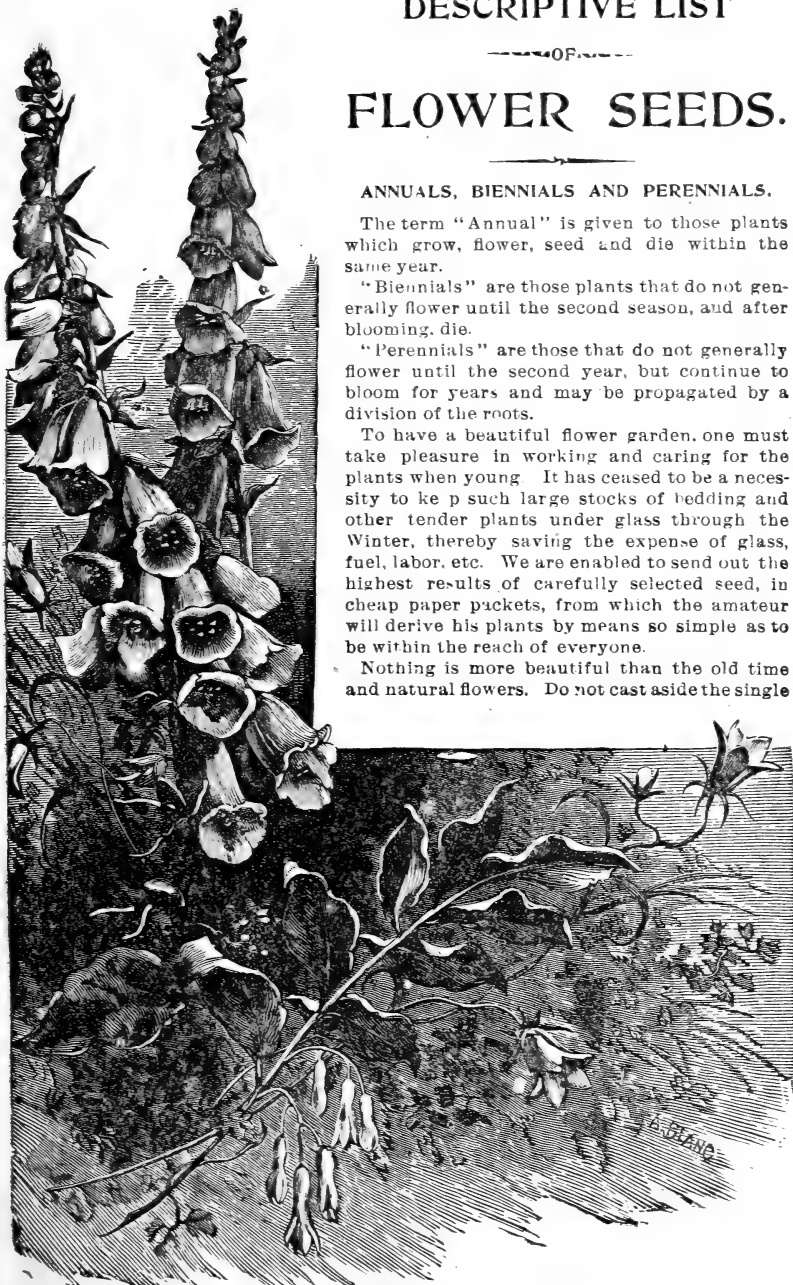 DESCRIPTIVE LIST
OF
FLOWER SEEDS.
ANNUALS, BIENNIALS AND PERENNIALS.
The term "Annual" is given to those plants
which grow, flower, seed and die within the
same year.
"Biennials" are those plants that do not gen-
erally flower until the second season, and after
blooming. die.
"Perennials" are those that do not generally
flower until the second year, but continue to
bloom for years and may be propagated by a
division of the roots.
To have a beautiful flower garden. one must
take pleasure in working and caring for the
plants when young It has ceased to be a neces-
sity to ke p such large stocks of bedding and
other tender plants under glass through the
Winter, thereby saving the expense of glass,
fuel, labor, etc. We are enabled to send out the
highest results of carefully selected seed, in
cheap paper packets, from which the amateur
will derive his plants by means so simple as to
be within the reach of everyone.
Nothing is more beautiful than the old time
and natural flowers. Do not cast aside the single
A. BLANC